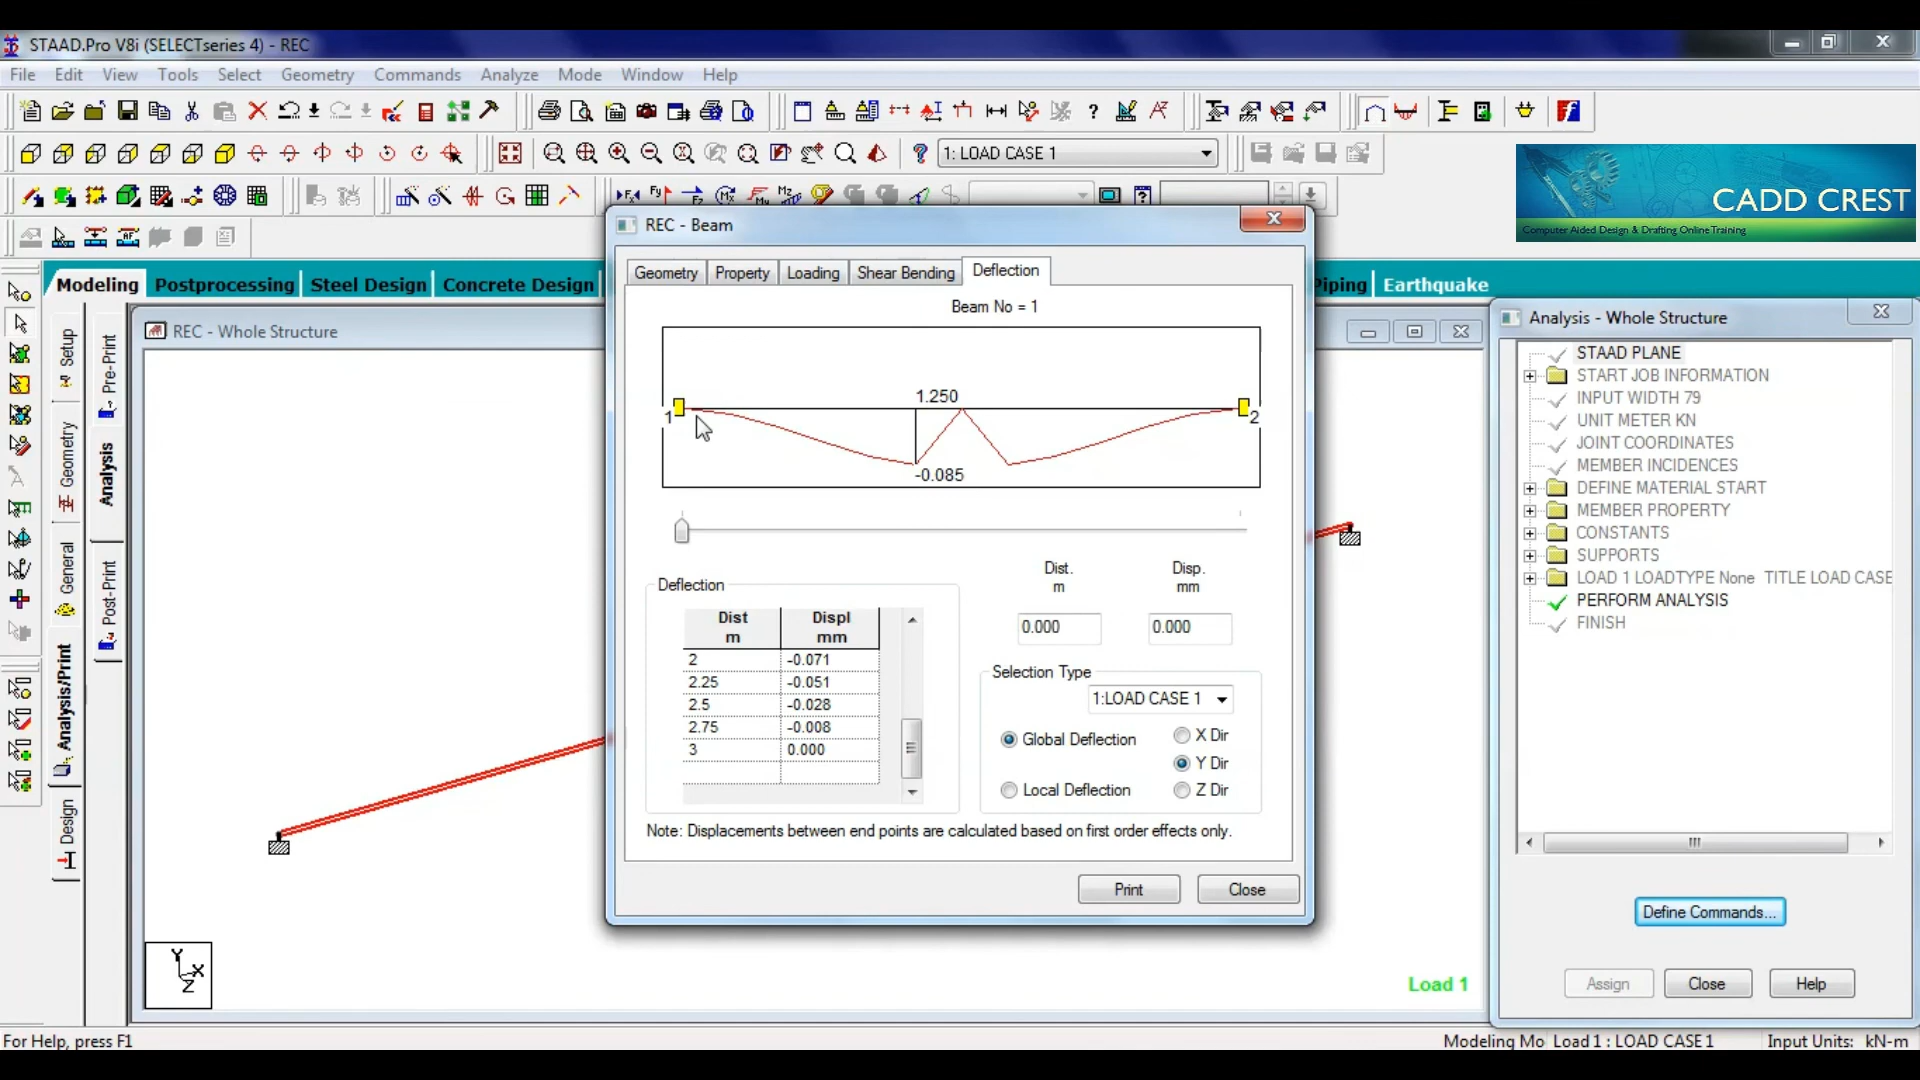 STAAD.Pro V8i (SELECTseries 4) - REC
File Edit View Tools Select Geometry Commands Analyze Mode Window Help
1: LOAD CASE 1
CADD CREST
Computer Aided Design & Drafting Online Training
Modeling Postprocessing Steel Design Concrete Design Piping Earthquake
REC - Whole Structure
Setup
Geometry
General
Analysis/Print
Design
Pre-Print
Analysis
Post-Print
Load 1
REC - Beam
Geometry Property Loading Shear Bending Deflection
Beam No = 1
1.250
1 2
-0.085
Deflection
Dist Displ
m mm
2 -0.071
2.25 -0.051
2.5 -0.028
2.75 -0.008
3 0.000
Dist. Disp.
m mm
0.000 0.000
Selection Type
1:LOAD CASE 1
Global Deflection
Local Deflection
X Dir
Y Dir
Z Dir
Note: Displacements between end points are calculated based on first order effects only.
Print Close
Analysis - Whole Structure
STAAD PLANE
START JOB INFORMATION
INPUT WIDTH 79
UNIT METER KN
JOINT COORDINATES
MEMBER INCIDENCES
DEFINE MATERIAL START
MEMBER PROPERTY
CONSTANTS
SUPPORTS
LOAD 1 LOADTYPE None TITLE LOAD CASE
PERFORM ANALYSIS
FINISH
Define Commands...
Assign Close Help
Y
X
Z
For Help, press F1
Modeling Mo Load 1 : LOAD CASE 1 Input Units: kN-m